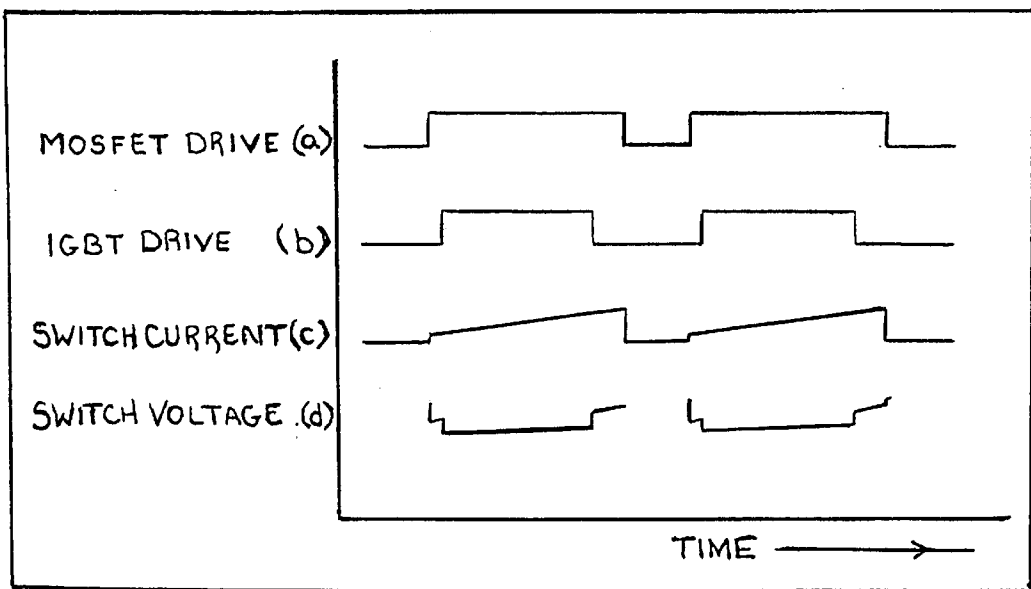 MOSFET DRIVE (a)
IGBT DRIVE (b)
SWITCH CURRENT (c)
SWITCH VOLTAGE .(d)
TIME